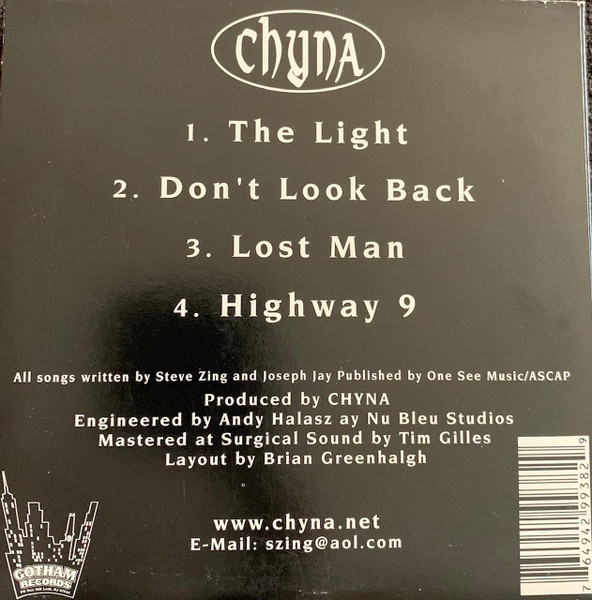 chyna
1. The Light
2. Don't Look Back
3. Lost Man
4. Highway 9
All songs written by Steve Zing and Joseph Jay Published by One See Music/ASCAP
Produced by CHYNA
Engineered by Andy Halasz ay Nu Bleu Studios
Mastered at Surgical Sound by Tim Gilles
Layout by Brian Greenhalgh
www.chyna.net
E-Mail: szing@aol.com
GOTHAM
RECORDS
7 64942 99382 9